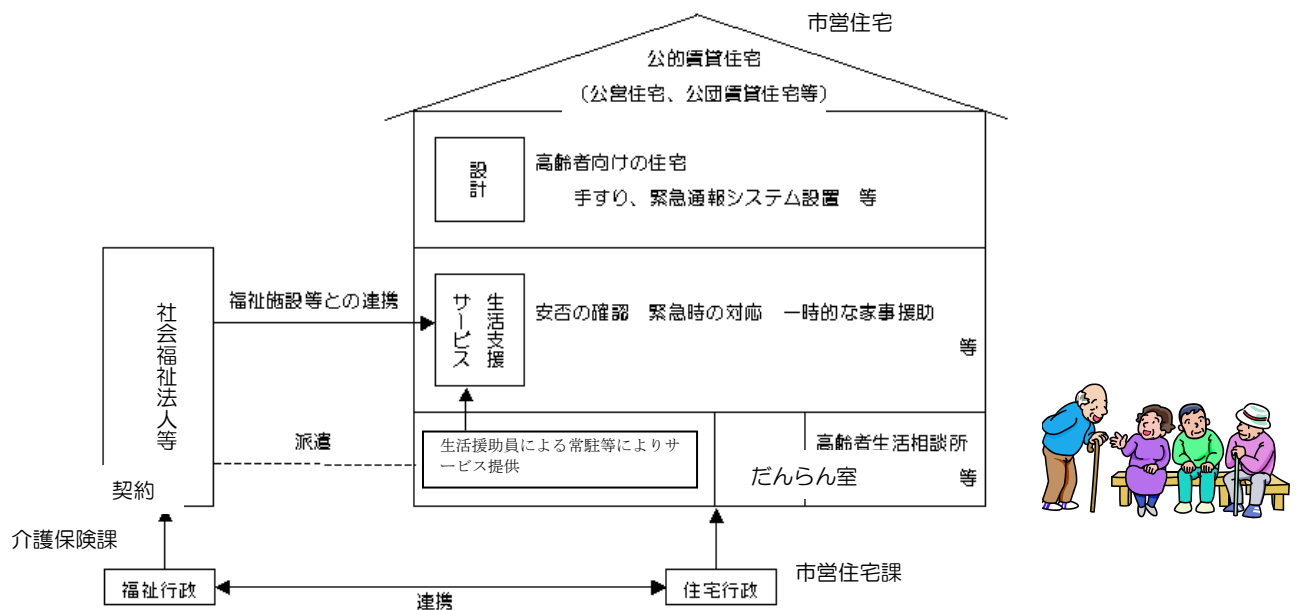 市営住宅
公的賃貸住宅
（公営住宅、公団賃貸住宅等）
設計
高齢者向けの住宅
手すり、緊急通報システム設置　等
社会福祉法人等
福祉施設等との連携
生活支援
サービス
安否の確認　緊急時の対応　一時的な家事援助
等
派遣
生活援助員による常駐等によりサ
ービス提供
高齢者生活相談所
だんらん室
等
契約
介護保険課
福祉行政
連携
住宅行政
市営住宅課